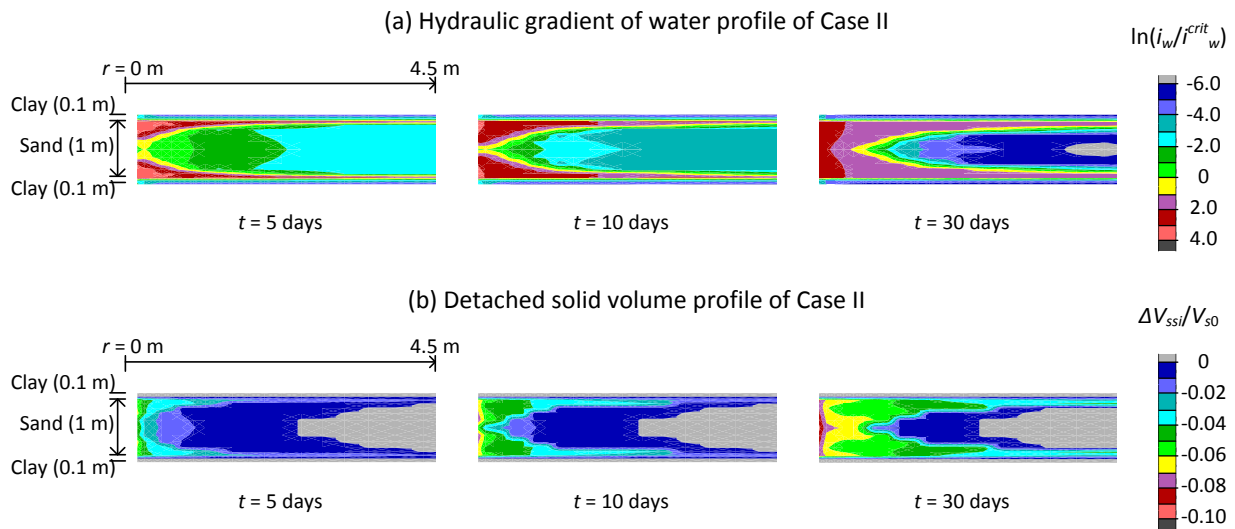 (a) Hydraulic gradient of water profile of Case II
ln(i_w/i^crit_w)
r = 0 m 4.5 m
Clay (0.1 m)
Sand (1 m)
Clay (0.1 m)
-6.0
-4.0
-2.0
0
2.0
4.0
t = 5 days t = 10 days t = 30 days
(b) Detached solid volume profile of Case II
ΔV_ssi/V_s0
r = 0 m 4.5 m
Clay (0.1 m)
Sand (1 m)
Clay (0.1 m)
0
-0.02
-0.04
-0.06
-0.08
-0.10
t = 5 days t = 10 days t = 30 days